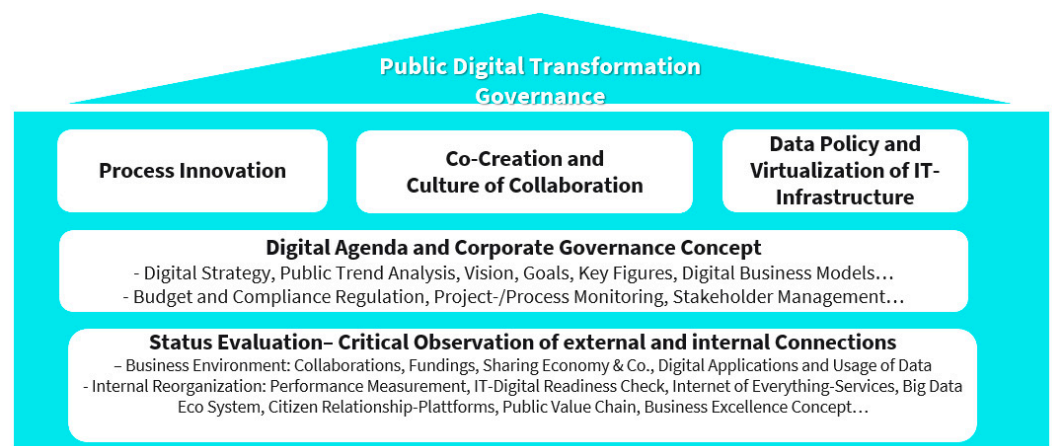 Public Digital Transformation
Governance
Process Innovation
Co-Creation and
Culture of Collaboration
Data Policy and
Virtualization of IT-
Infrastructure
Digital Agenda and Corporate Governance Concept
- Digital Strategy, Public Trend Analysis, Vision, Goals, Key Figures, Digital Business Models…
- Budget and Compliance Regulation, Project-/Process Monitoring, Stakeholder Management…
Status Evaluation– Critical Observation of external and internal Connections
– Business Environment: Collaborations, Fundings, Sharing Economy & Co., Digital Applications and Usage of Data
- Internal Reorganization: Performance Measurement, IT-Digital Readiness Check, Internet of Everything-Services, Big Data
Eco System, Citizen Relationship-Plattforms, Public Value Chain, Business Excellence Concept…